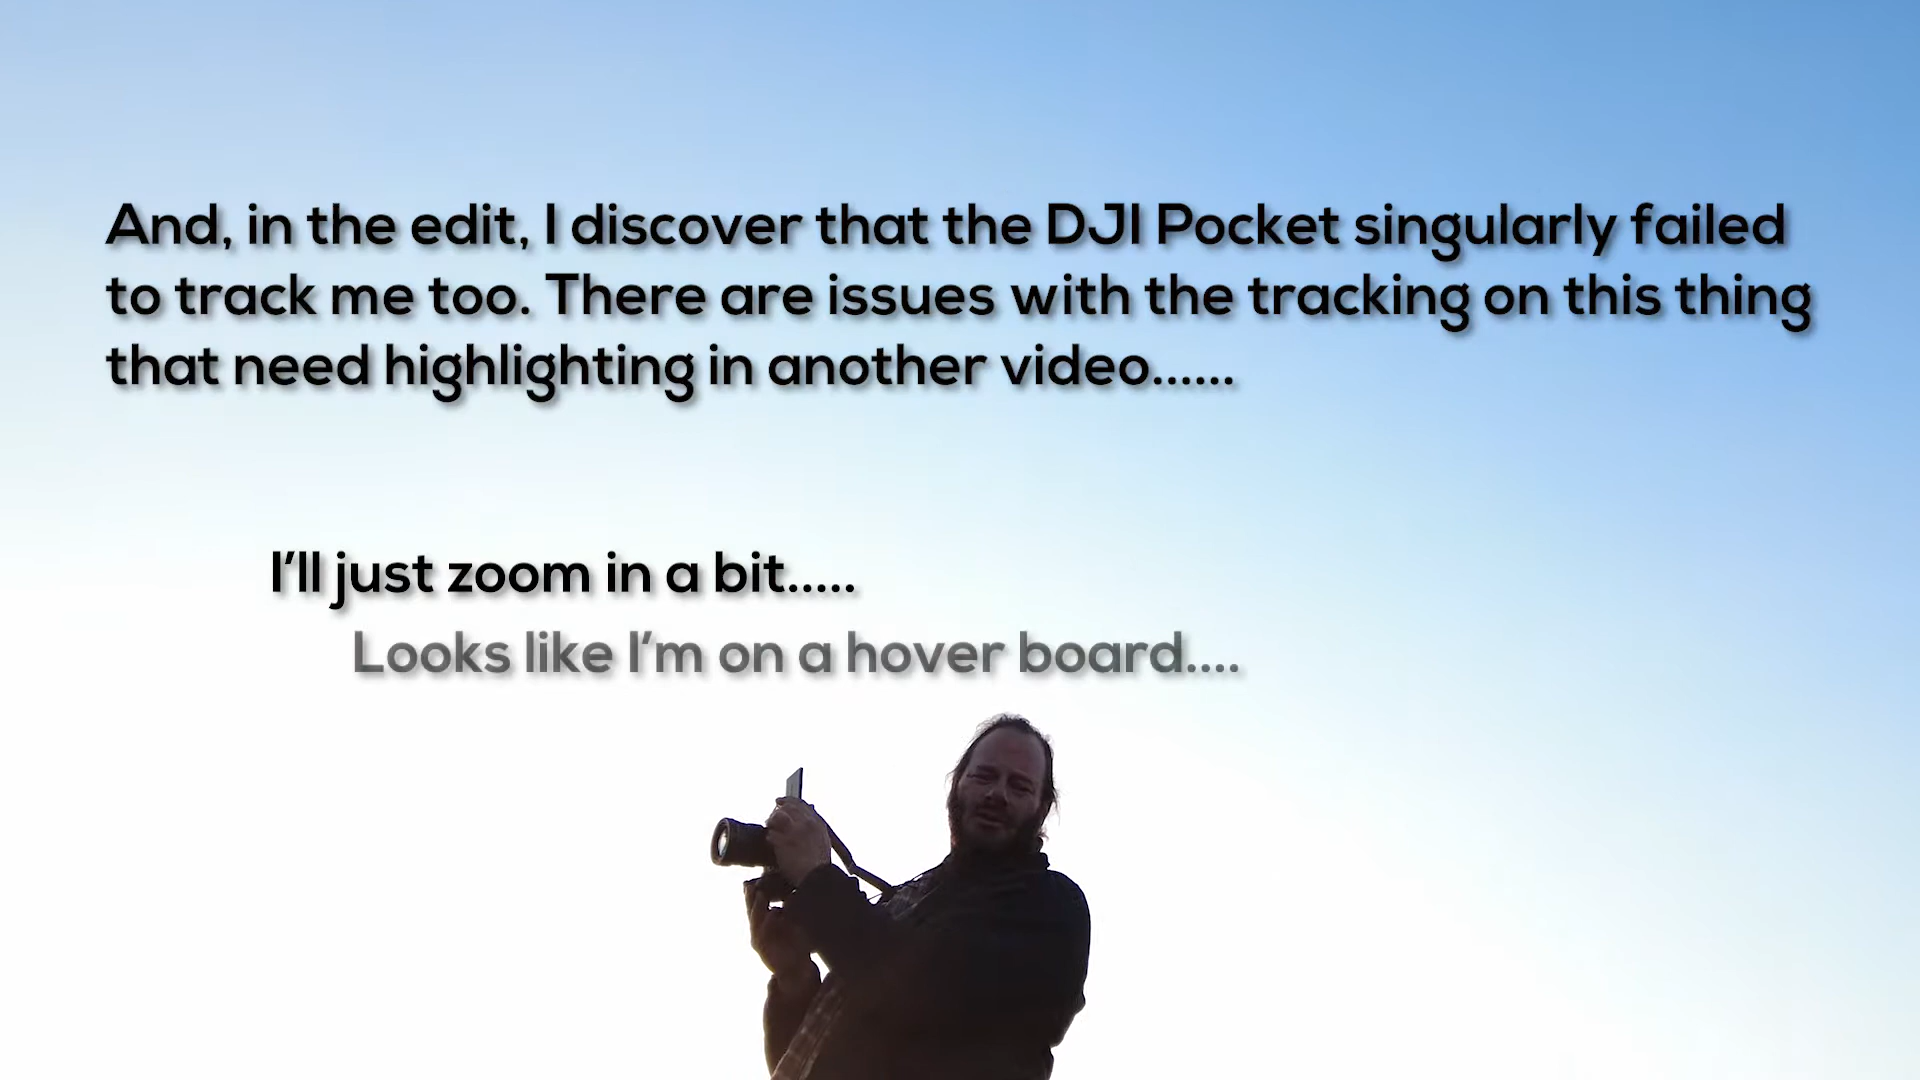 And, in the edit, I discover that the DJI Pocket singularly failed
to track me too. There are issues with the tracking on this thing
that need highlighting in another video......
I’ll just zoom in a bit.....
Looks like I’m on a hover board....